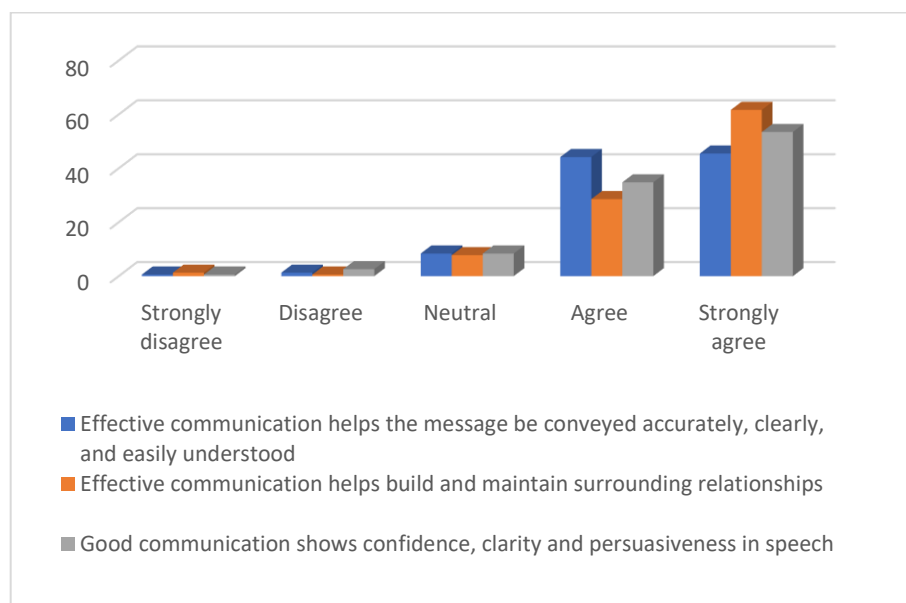 80
60
40
20
0
Strongly
disagree
Disagree
Neutral
Agree
Strongly
agree
Effective communication helps the message be conveyed accurately, clearly,
and easily understood
Effective communication helps build and maintain surrounding relationships
Good communication shows confidence, clarity and persuasiveness in speech